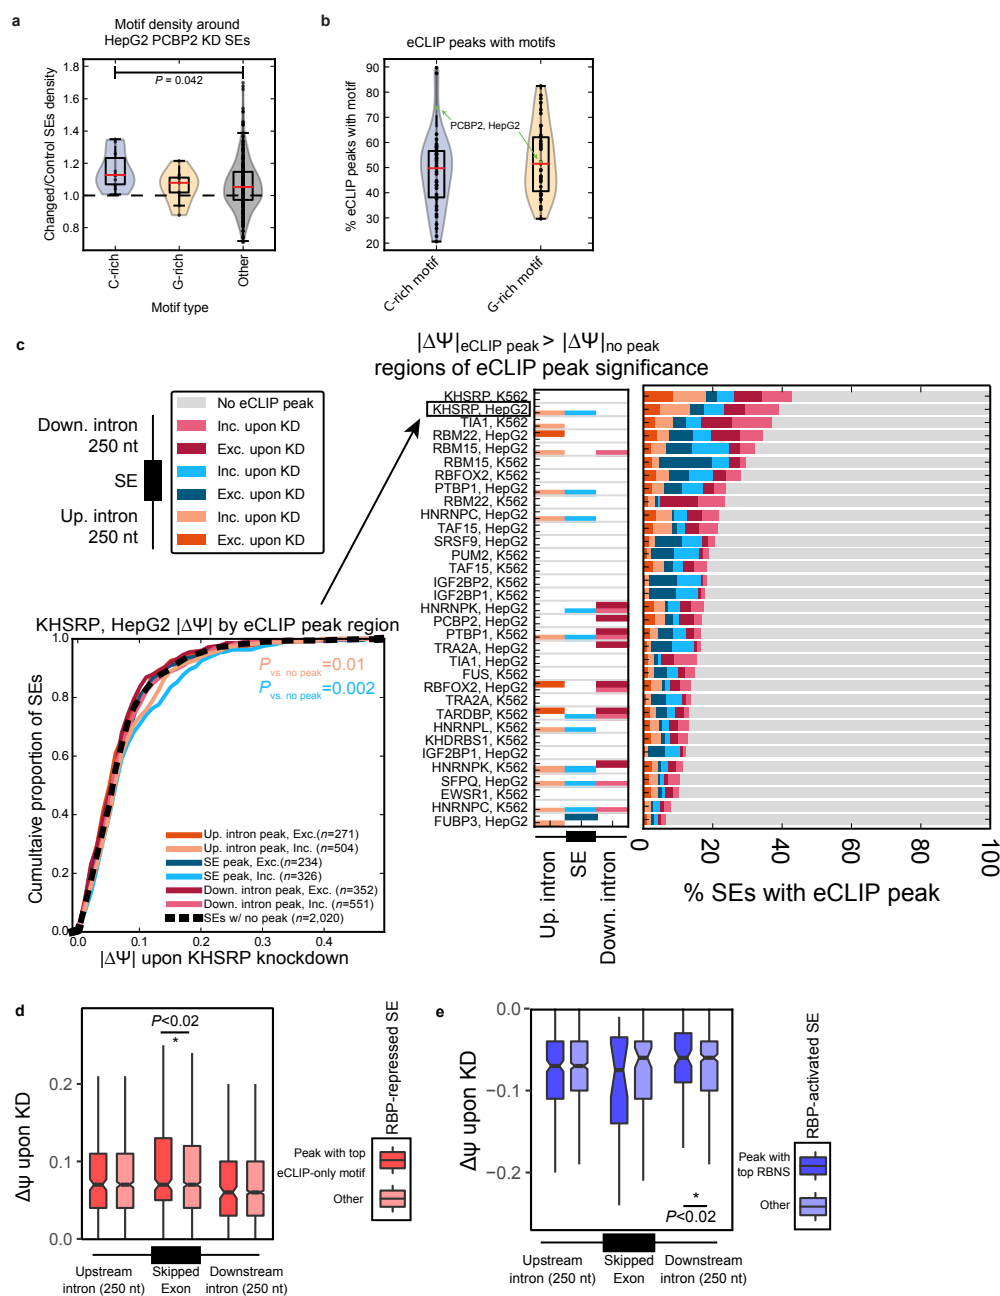 a
Motif density around
HepG2 PCBP2 KD SEs
Changed/Control SEs density
1.8
1.6
1.4
1.2
1.0
0.8
P = 0.042
C-rich
G-rich
Other
Motif type
b
eCLIP peaks with motifs
% eCLIP peaks with motif
90
80
70
60
50
40
30
20
PCBP2, HepG2
C-rich motif
G-rich motif
c
|ΔΨ|eCLIP peak > |ΔΨ|no peak
regions of eCLIP peak significance
Down. intron
250 nt
SE
Up. intron
250 nt
No eCLIP peak
Inc. upon KD
Exc. upon KD
Inc. upon KD
Exc. upon KD
Inc. upon KD
Exc. upon KD
KHSRP, K562
KHSRP, HepG2
TIA1, K562
RBM22, HepG2
RBM15, HepG2
RBM15, K562
RBFOX2, K562
PTBP1, HepG2
RBM22, K562
HNRNPC, HepG2
TAF15, HepG2
SRSF9, HepG2
PUM2, K562
TAF15, K562
IGF2BP2, K562
IGF2BP1, K562
HNRNPK, HepG2
PCBP2, HepG2
PTBP1, K562
TRA2A, HepG2
TIA1, HepG2
FUS, K562
RBFOX2, HepG2
TRA2A, K562
TARDBP, K562
HNRNPL, K562
KHDRBS1, K562
IGF2BP1, HepG2
HNRNPK, K562
SFPQ, HepG2
EWSR1, K562
HNRNPC, K562
FUBP3, HepG2
Up. intron
SE
Down. intron
0
20
40
60
80
100
% SEs with eCLIP peak
KHSRP, HepG2 |ΔΨ| by eCLIP peak region
Cumultaive proportion of SEs
1.0
0.8
0.6
0.4
0.2
0.0
P vs. no peak=0.01
P vs. no peak=0.002
Up. intron peak, Exc.(n=271)
Up. intron peak, Inc. (n=504)
SE peak, Exc.(n=234)
SE peak, Inc. (n=326)
Down. intron peak, Exc. (n=352)
Down. intron peak, Inc. (n=551)
SEs w/ no peak (n=2,020)
0.0
0.1
0.2
0.3
0.4
|ΔΨ| upon KHSRP knockdown
d
Δψ upon KD
0.2
0.1
0.0
P<0.02
*
Upstream
intron (250 nt)
Skipped
Exon
Downstream
intron (250 nt)
RBP-repressed SE
Peak with top
eCLIP-only motif
Other
e
Δψ upon KD
−0.0
−0.1
−0.2
*
P<0.02
Upstream
intron (250 nt)
Skipped
Exon
Downstream
intron (250 nt)
RBP-activated SE
Peak with
top RBNS
Other